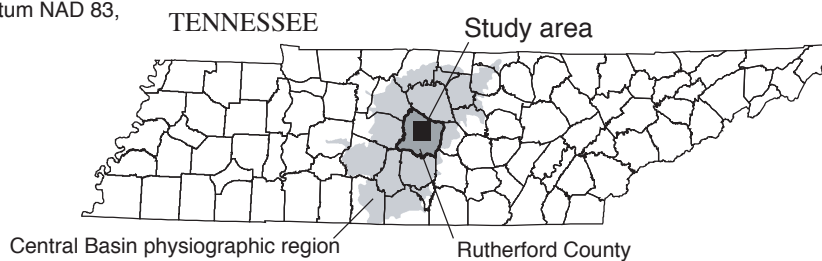 tum NAD 83,
TENNESSEE
Study area
Central Basin physiographic region
Rutherford County